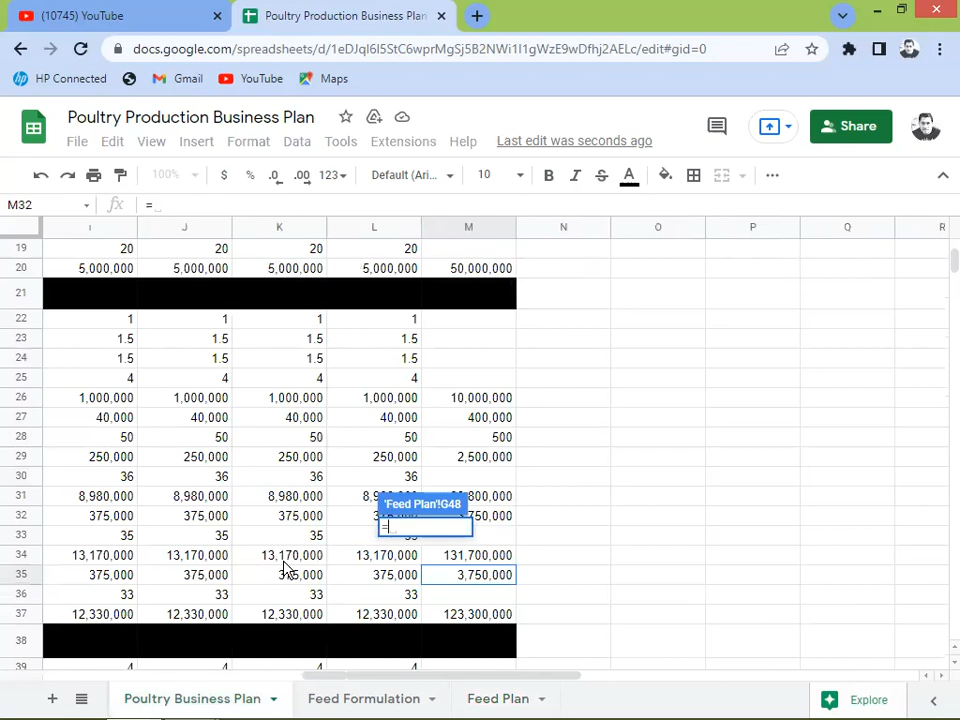 (10745) YouTube
Poultry Production Business Plan
docs.google.com/spreadsheets/d/1eDJqI6I5StC6wprMgSj5B2NWi1I1gWzE9wDfhj2AELc/edit#gid=0
HP Connected
Gmail
YouTube
Maps
Poultry Production Business Plan
Share
File Edit View Insert Format Data Tools Extensions Help Last edit was seconds ago
100% $ % .0 .00 123 Default (Ari... 10 B I S A
M32 fx =
I J K L M N O P Q R
19 20 20 20 20
20 5,000,000 5,000,000 5,000,000 5,000,000 50,000,000
21
22 1 1 1 1
23 1.5 1.5 1.5 1.5
24 1.5 1.5 1.5 1.5
25 4 4 4 4
26 1,000,000 1,000,000 1,000,000 1,000,000 10,000,000
27 40,000 40,000 40,000 40,000 400,000
28 50 50 50 50 500
29 250,000 250,000 250,000 250,000 2,500,000
30 36 36 36 36
31 8,980,000 8,980,000 8,980,000
'Feed Plan'!G48
32 375,000 375,000 375,000
=
33 35 35 35
34 13,170,000 13,170,000 13,170,000 13,170,000 131,700,000
35 375,000 375,000 375,000 375,000 3,750,000
36 33 33 33 33
37 12,330,000 12,330,000 12,330,000 12,330,000 123,300,000
38
39 4 4 4 4
Poultry Business Plan Feed Formulation Feed Plan Explore